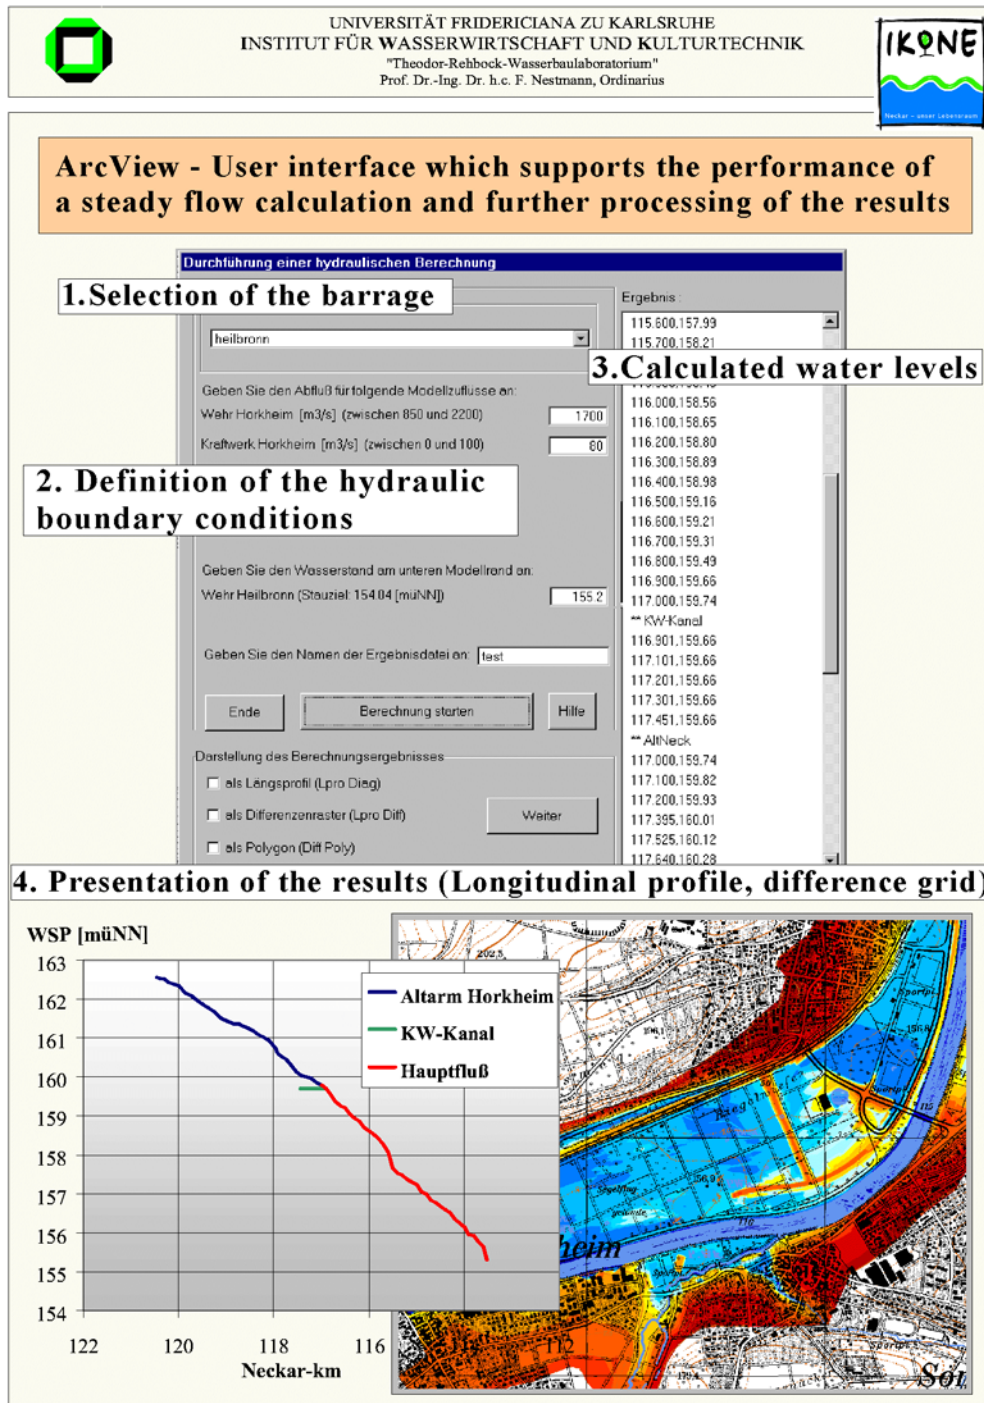 UNIVERSITÄT FRIDERICIANA ZU KARLSRUHE
INSTITUT FÜR WASSERWIRTSCHAFT UND KULTURTECHNIK
"Theodor-Rehbock-Wasserbaulaboratorium"
Prof. Dr.-Ing. Dr. h.c. F. Nestmann, Ordinarius
IKONE
Neckar - unser Lebensraum
ArcView - User interface which supports the performance of
a steady flow calculation and further processing of the results
Durchführung einer hydraulischen Berechnung
1.Selection of the barrage
heilbronn
Geben Sie den Abfluß für folgende Modellzuflüsse an:
Wehr Horkheim [m3/s] (zwischen 850 und 2200) 1700
Kraftwerk Horkheim [m3/s] (zwischen 0 und 100) 80
2. Definition of the hydraulic
boundary conditions
Geben Sie den Wasserstand am unteren Modellrand an:
Wehr Heilbronn (Stauziel: 154.04 [müNN]) 155.2
Geben Sie den Namen der Ergebnisdatei an: test
Ende Berechnung starten Hilfe
Darstellung des Berechnungsergebnisses
als Längsprofil (Lpro Diag)
als Differenzenraster (Lpro Diff)
Weiter
als Polygon (Diff Poly)
Ergebnis :
115.600,157.99
115.700,158.21
3.Calculated water levels
116.000,158.56
116.100,158.65
116.200,158.80
116.300,158.89
116.400,158.98
116.500,159.16
116.600,159.21
116.700,159.31
116.800,159.49
116.900,159.66
117.000,159.74
** KW-Kanal
116.901,159.66
117.101,159.66
117.201,159.66
117.301,159.66
117.451,159.66
** AltNeck
117.000,159.74
117.100,159.82
117.200,159.93
117.395,160.01
117.525,160.12
117.640,160.28
4. Presentation of the results (Longitudinal profile, difference grid)
WSP [müNN]
163
162
161
160
159
158
157
156
155
154
122 120 118 116 114 112
Neckar-km
Altarm Horkheim
KW-Kanal
Hauptfluß
202,5
Sportpl.
115
116
heim
Sportpl
Son